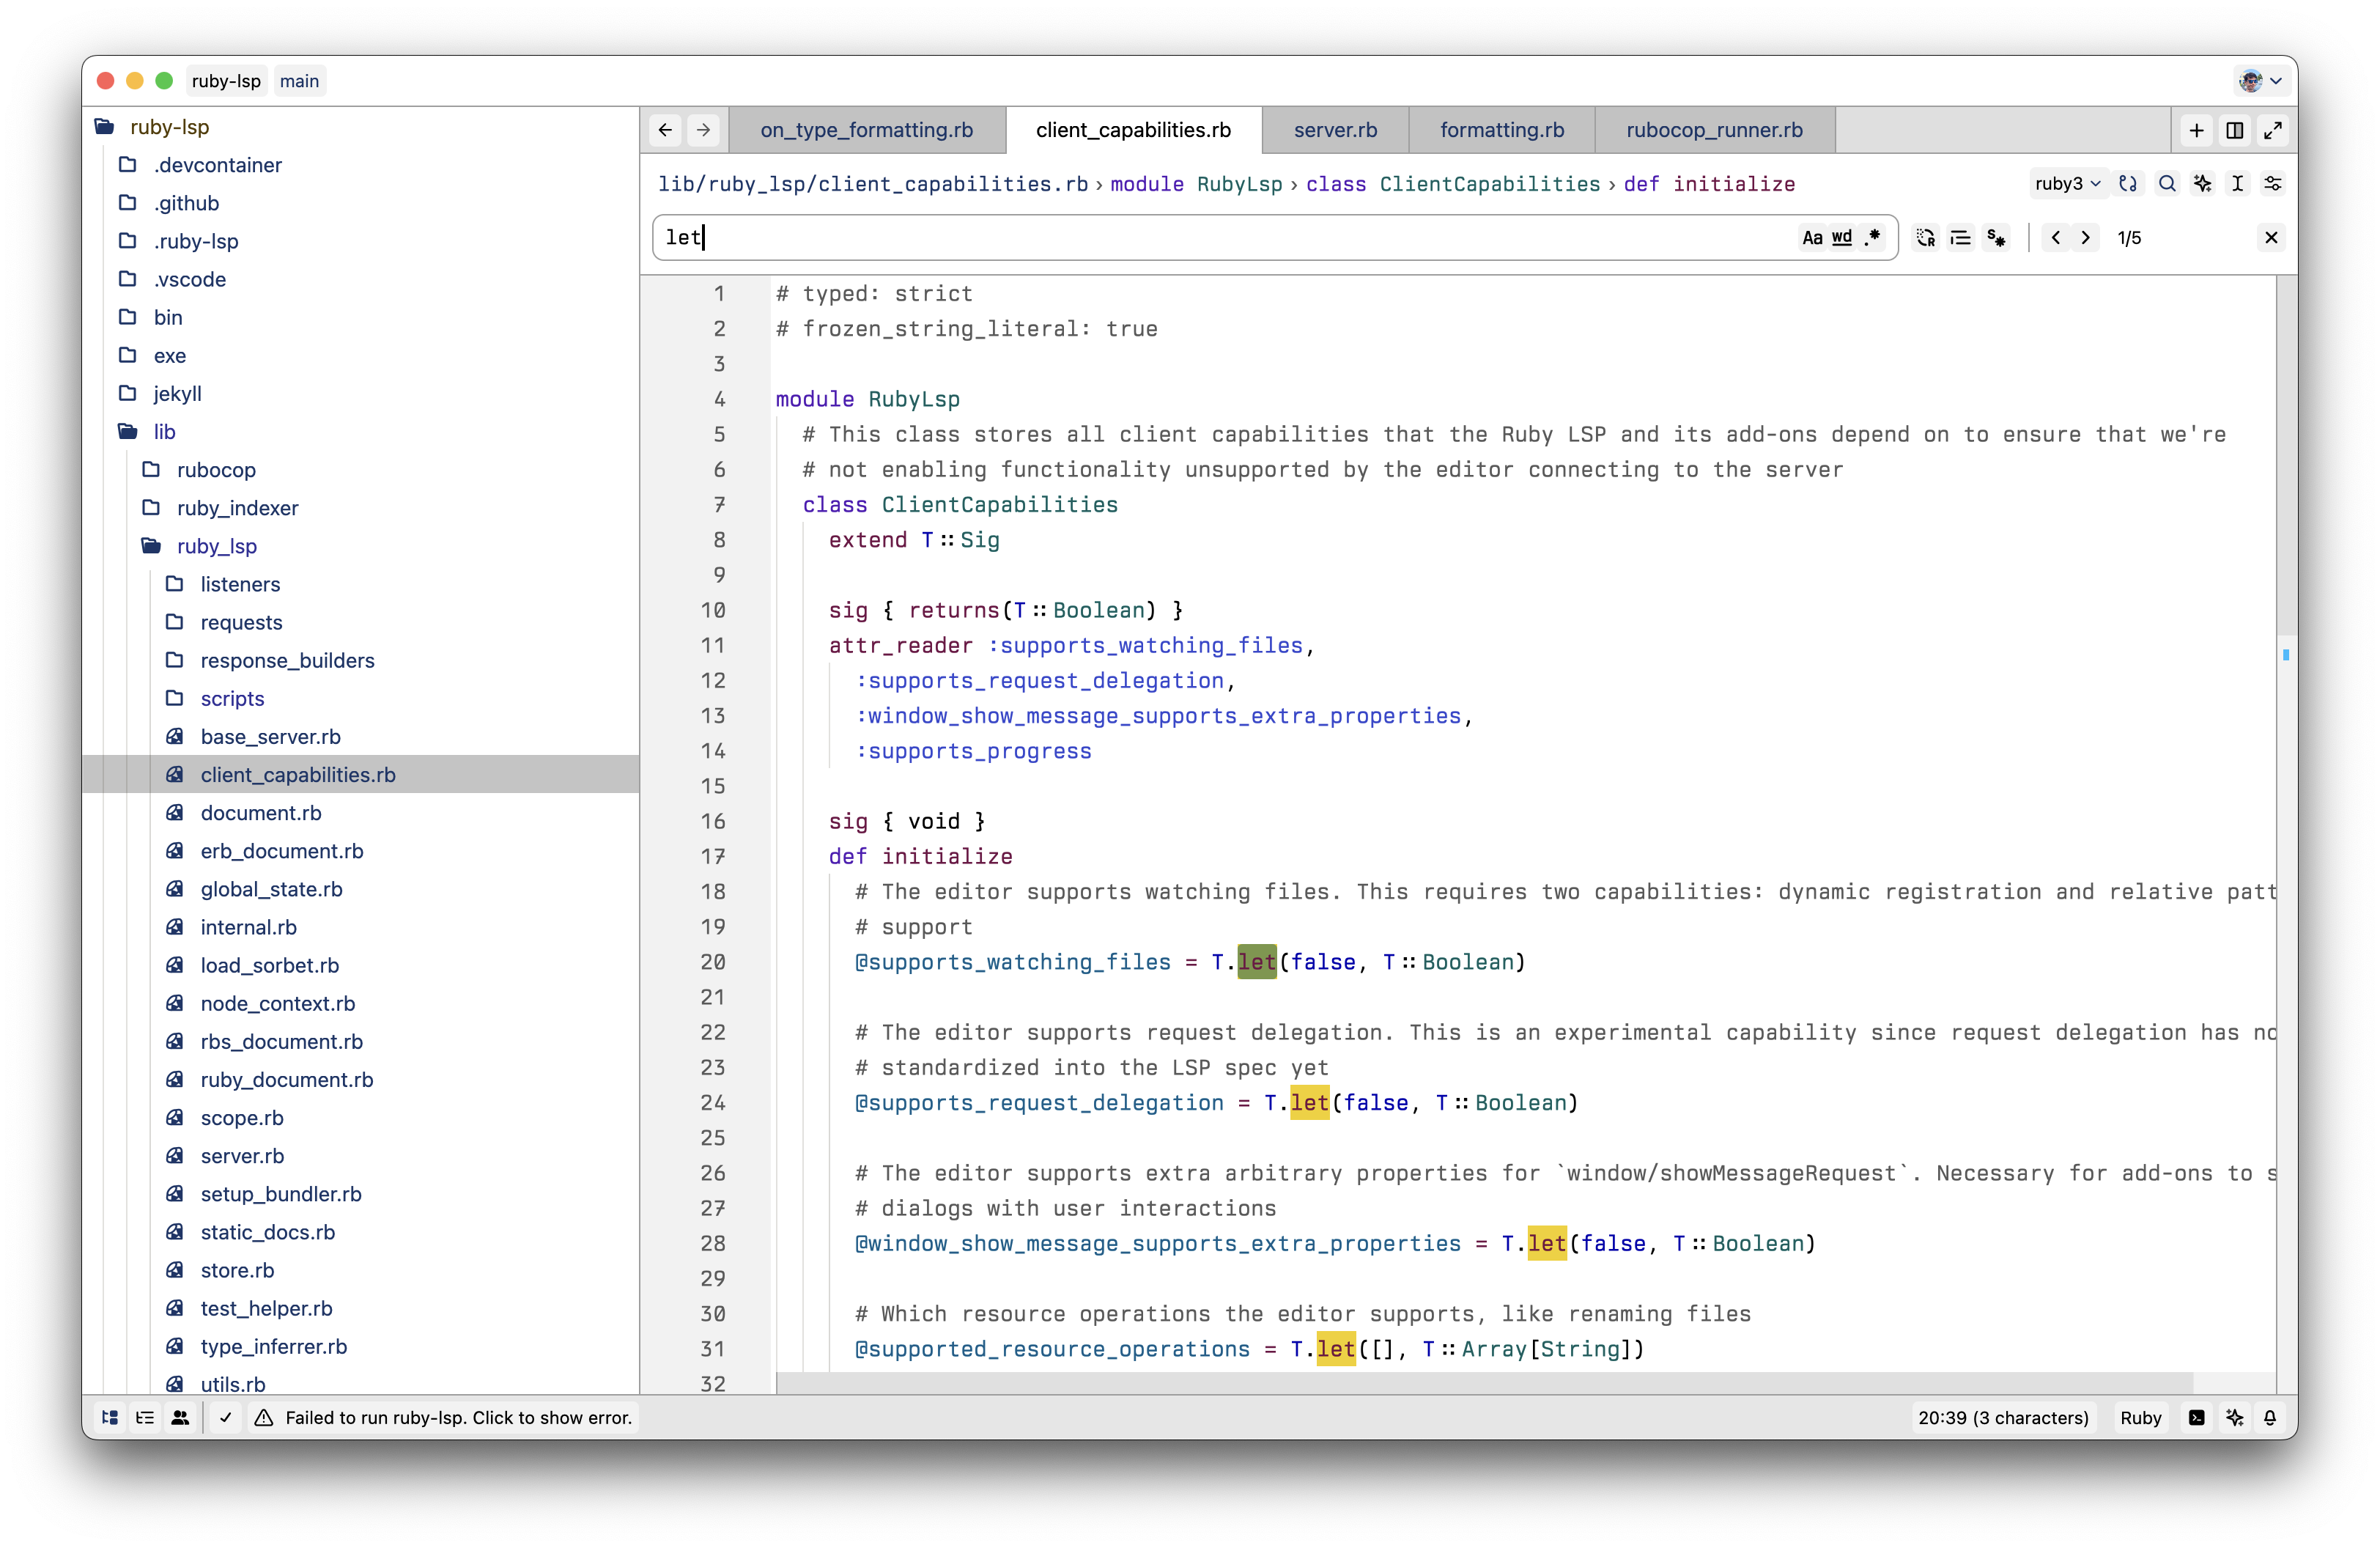 ruby-lsp main
ruby-lsp
.devcontainer
.github
.ruby-lsp
.vscode
bin
exe
jekyll
lib
rubocop
ruby_indexer
ruby_lsp
listeners
requests
response_builders
scripts
base_server.rb
client_capabilities.rb
document.rb
erb_document.rb
global_state.rb
internal.rb
load_sorbet.rb
node_context.rb
rbs_document.rb
ruby_document.rb
scope.rb
server.rb
setup_bundler.rb
static_docs.rb
store.rb
test_helper.rb
type_inferrer.rb
utils.rb
on_type_formatting.rb client_capabilities.rb server.rb formatting.rb rubocop_runner.rb
lib/ruby_lsp/client_capabilities.rb › module RubyLsp › class ClientCapabilities › def initialize ruby3
let Aa wd .* 1/5
1 # typed: strict
2 # frozen_string_literal: true
3
4 module RubyLsp
5 # This class stores all client capabilities that the Ruby LSP and its add-ons depend on to ensure that we're
6 # not enabling functionality unsupported by the editor connecting to the server
7 class ClientCapabilities
8 extend T::Sig
9
10 sig { returns(T::Boolean) }
11 attr_reader :supports_watching_files,
12 :supports_request_delegation,
13 :window_show_message_supports_extra_properties,
14 :supports_progress
15
16 sig { void }
17 def initialize
18 # The editor supports watching files. This requires two capabilities: dynamic registration and relative patt
19 # support
20 @supports_watching_files = T.let(false, T::Boolean)
21
22 # The editor supports request delegation. This is an experimental capability since request delegation has no
23 # standardized into the LSP spec yet
24 @supports_request_delegation = T.let(false, T::Boolean)
25
26 # The editor supports extra arbitrary properties for `window/showMessageRequest`. Necessary for add-ons to s
27 # dialogs with user interactions
28 @window_show_message_supports_extra_properties = T.let(false, T::Boolean)
29
30 # Which resource operations the editor supports, like renaming files
31 @supported_resource_operations = T.let([], T::Array[String])
32
Failed to run ruby-lsp. Click to show error. 20:39 (3 characters) Ruby